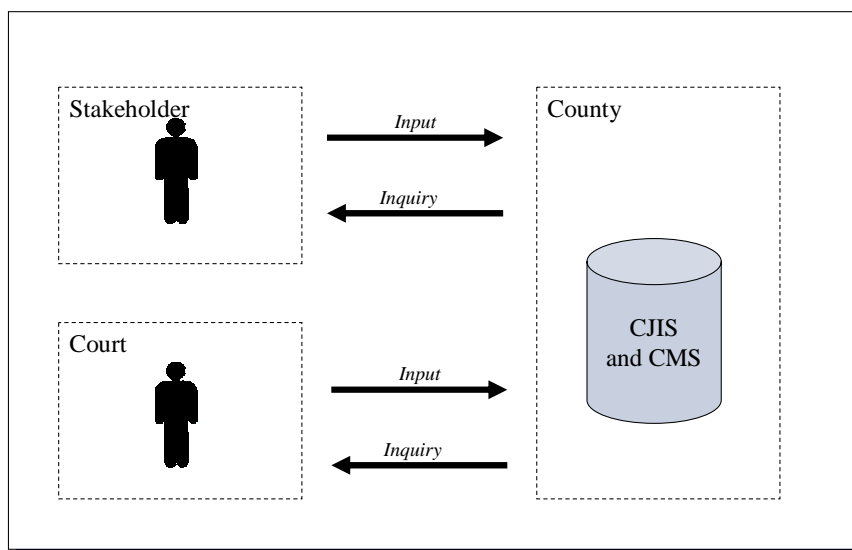 Stakeholder
Input
Inquiry
County
CJIS
and CMS
Court
Input
Inquiry